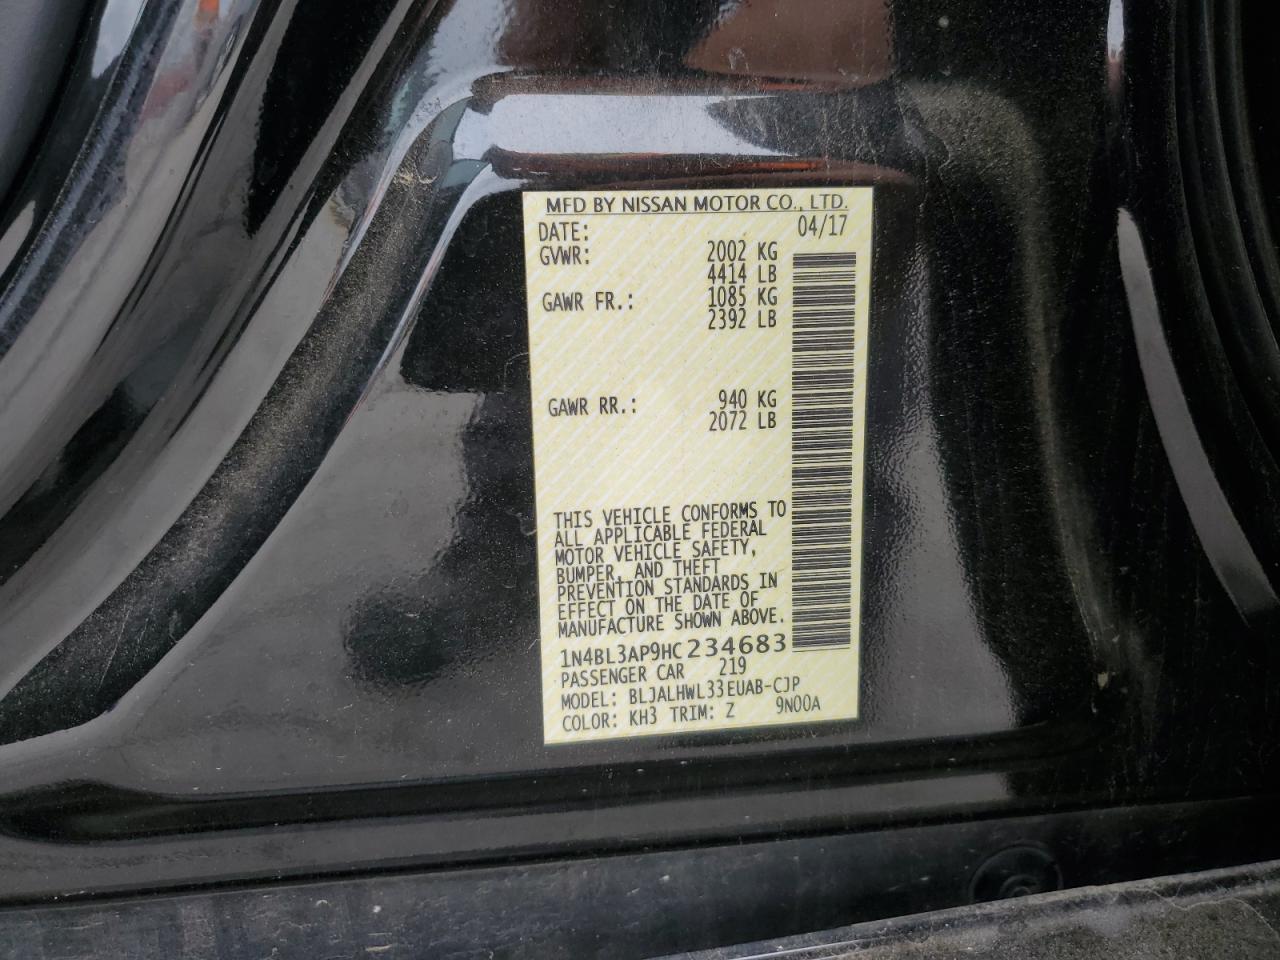 MFD BY NISSAN MOTOR CO., LTD.
DATE: 04/17
GVWR: 2002 KG
4414 LB
GAWR FR.: 1085 KG
2392 LB
GAWR RR.: 940 KG
2072 LB
THIS VEHICLE CONFORMS TO
ALL APPLICABLE FEDERAL
MOTOR VEHICLE SAFETY,
BUMPER, AND THEFT
PREVENTION STANDARDS IN
EFFECT ON THE DATE OF
MANUFACTURE SHOWN ABOVE.
1N4BL3AP9HC234683
PASSENGER CAR 219
MODEL: BLJALHWL33EUAB-CJP
COLOR: KH3 TRIM: Z 9N00A